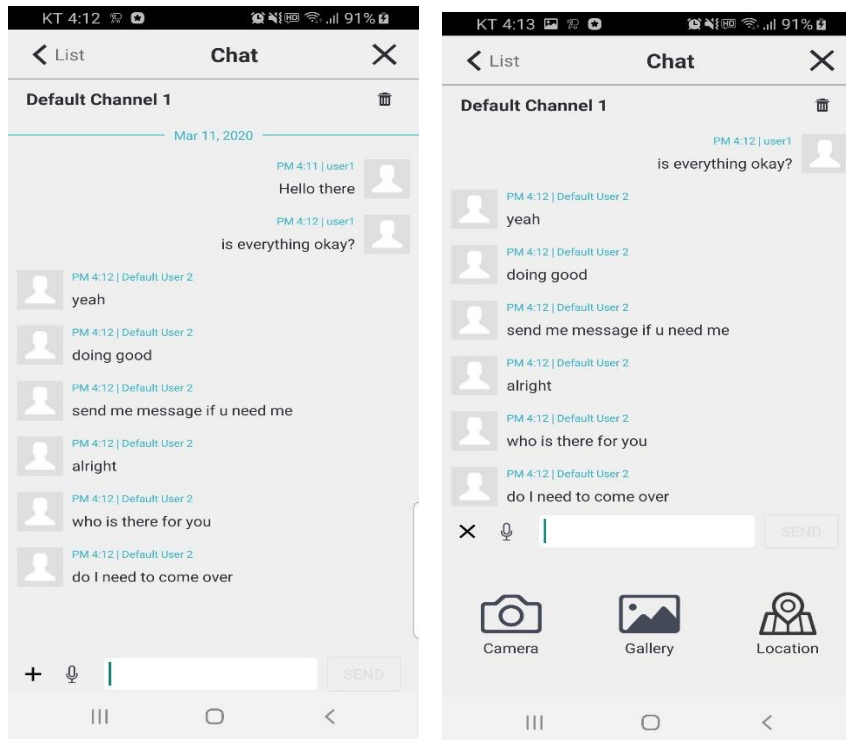 KT 4:12 91%
List Chat
Default Channel 1
Mar 11, 2020
PM 4:11 | user1
Hello there
PM 4:12 | user1
is everything okay?
PM 4:12 | Default User 2
yeah
PM 4:12 | Default User 2
doing good
PM 4:12 | Default User 2
send me message if u need me
PM 4:12 | Default User 2
alright
PM 4:12 | Default User 2
who is there for you
PM 4:12 | Default User 2
do I need to come over
SEND
KT 4:13 91%
List Chat
Default Channel 1
PM 4:12 | user1
is everything okay?
PM 4:12 | Default User 2
yeah
PM 4:12 | Default User 2
doing good
PM 4:12 | Default User 2
send me message if u need me
PM 4:12 | Default User 2
alright
PM 4:12 | Default User 2
who is there for you
PM 4:12 | Default User 2
do I need to come over
SEND
Camera Gallery Location